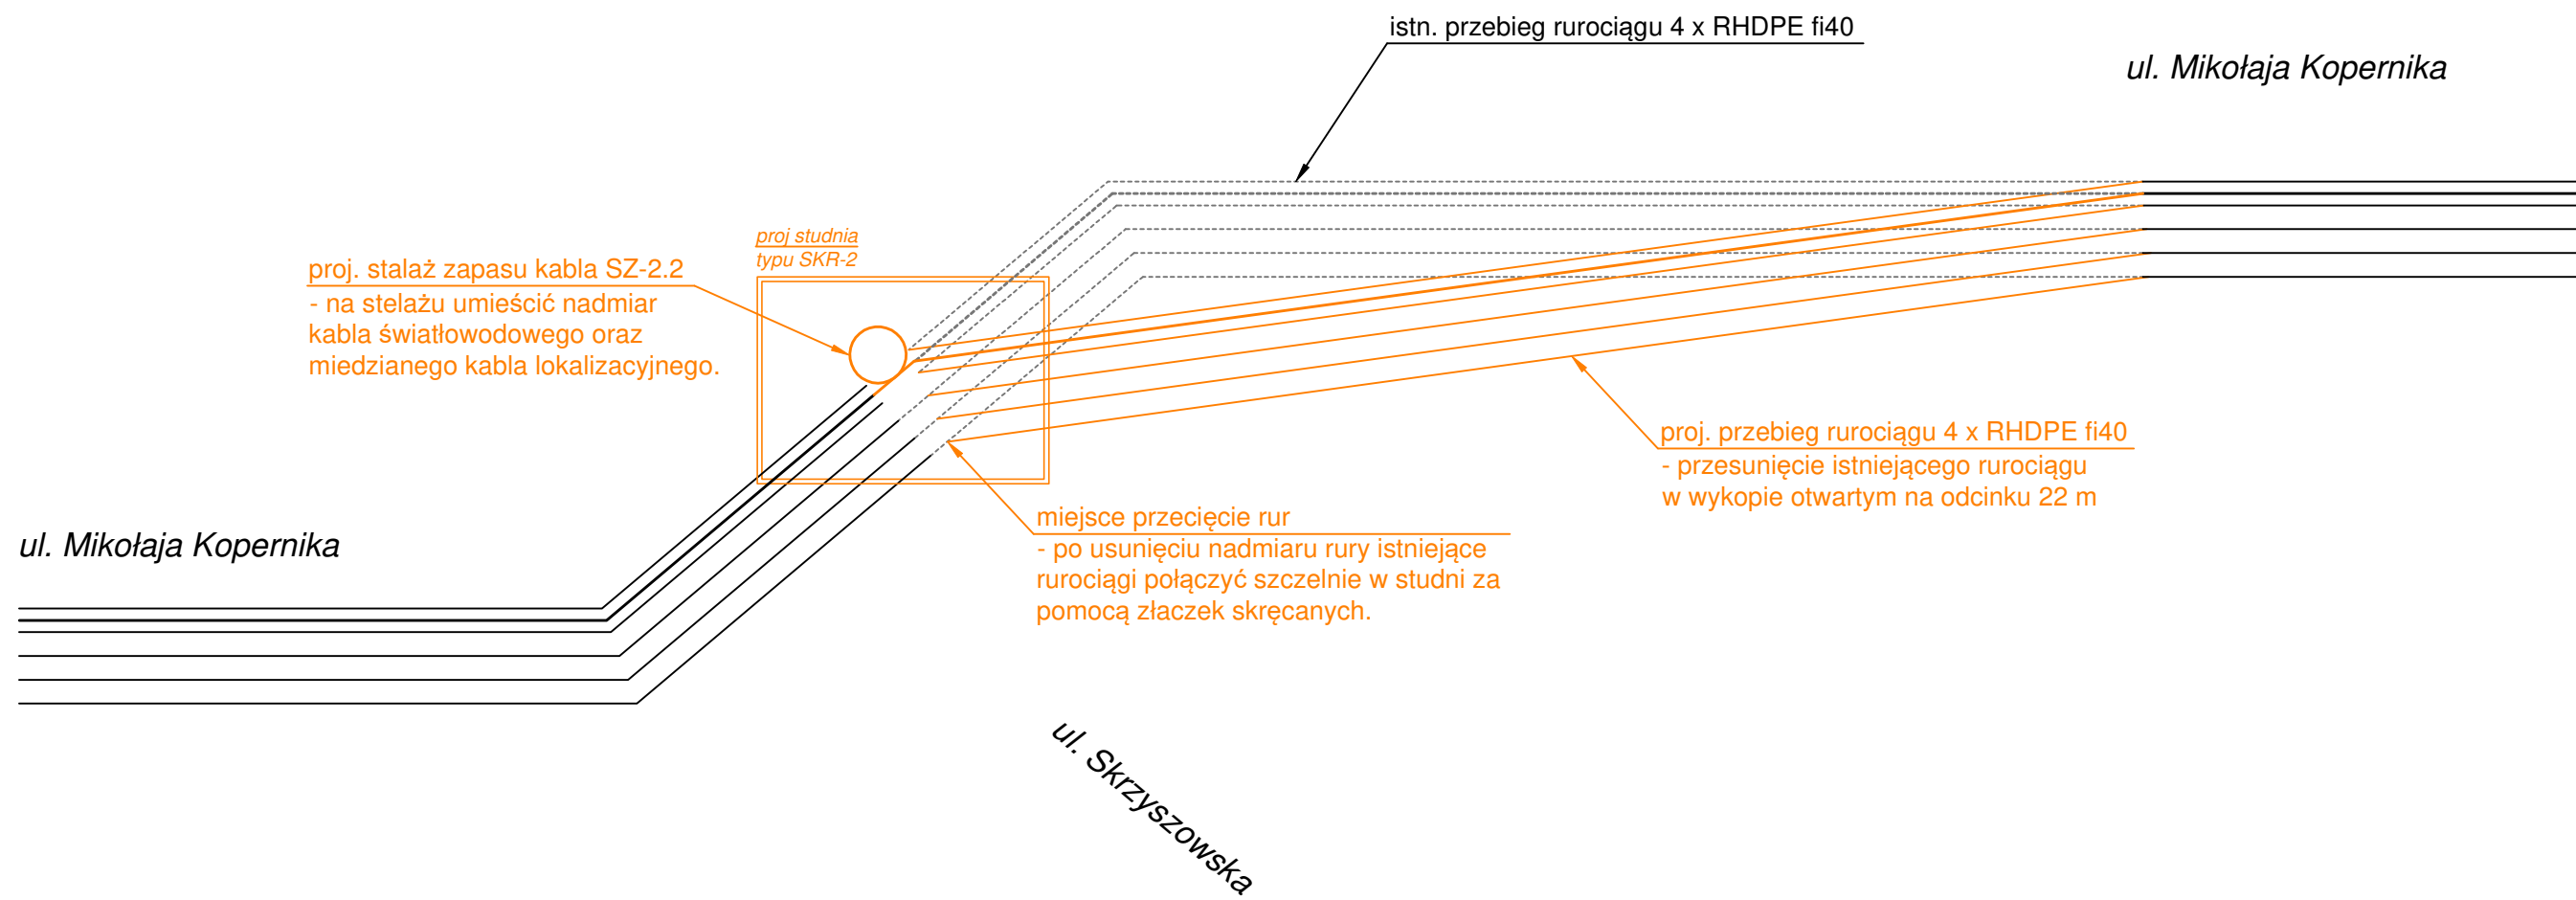 istn. przebieg rurociągu 4 x RHDPE fi40
ul. Mikołaja Kopernika
proj studnia
typu SKR-2
proj. stalaż zapasu kabla SZ-2.2
- na stelażu umieścić nadmiar
kabla światłowodowego oraz
miedzianego kabla lokalizacyjnego.
proj. przebieg rurociągu 4 x RHDPE fi40
- przesunięcie istniejącego rurociągu
w wykopie otwartym na odcinku 22 m
miejsce przecięcie rur
- po usunięciu nadmiaru rury istniejące
rurociągi połączyć szczelnie w studni za
pomocą złaczek skręcanych.
ul. Mikołaja Kopernika
ul. Skrzyszowska